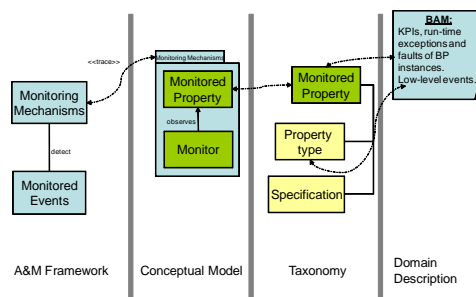 <<trace>>
Monitoring
Mechanisms
detect
Monitored
Events
A&M Framework
Monitoring Mechanisms
Monitored
Property
observes
Monitor
Conceptual Model
Monitored
Property
Property
type
Specification
Taxonomy
BAM:
KPIs, run-time
exceptions and
faults of BP
instances.
Low-level events.
Domain
Description